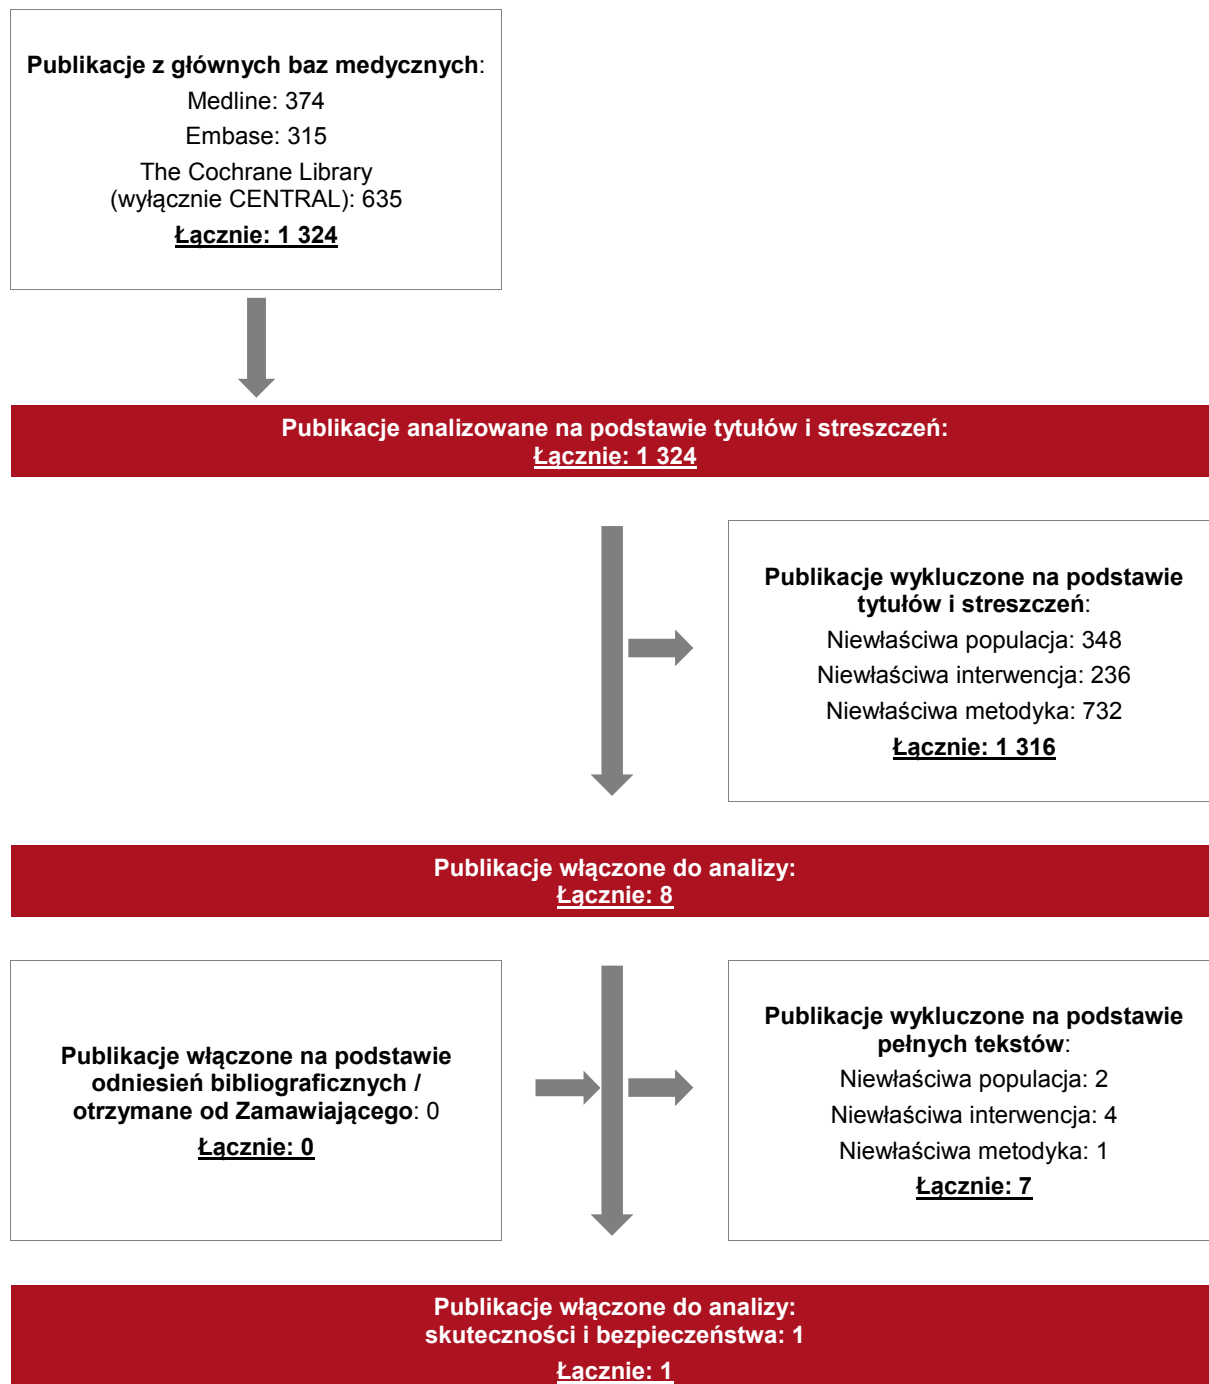 Publikacje z głównych baz medycznych:
Medline: 374
Embase: 315
The Cochrane Library
(wyłącznie CENTRAL): 635
Łącznie: 1 324
Publikacje analizowane na podstawie tytułów i streszczeń:
Łącznie: 1 324
Publikacje wykluczone na podstawie
tytułów i streszczeń:
Niewłaściwa populacja: 348
Niewłaściwa interwencja: 236
Niewłaściwa metodyka: 732
Łącznie: 1 316
Publikacje włączone do analizy:
Łącznie: 8
Publikacje włączone na podstawie
odniesień bibliograficznych /
otrzymane od Zamawiającego: 0
Łącznie: 0
Publikacje wykluczone na podstawie
pełnych tekstów:
Niewłaściwa populacja: 2
Niewłaściwa interwencja: 4
Niewłaściwa metodyka: 1
Łącznie: 7
Publikacje włączone do analizy:
skuteczności i bezpieczeństwa: 1
Łącznie: 1